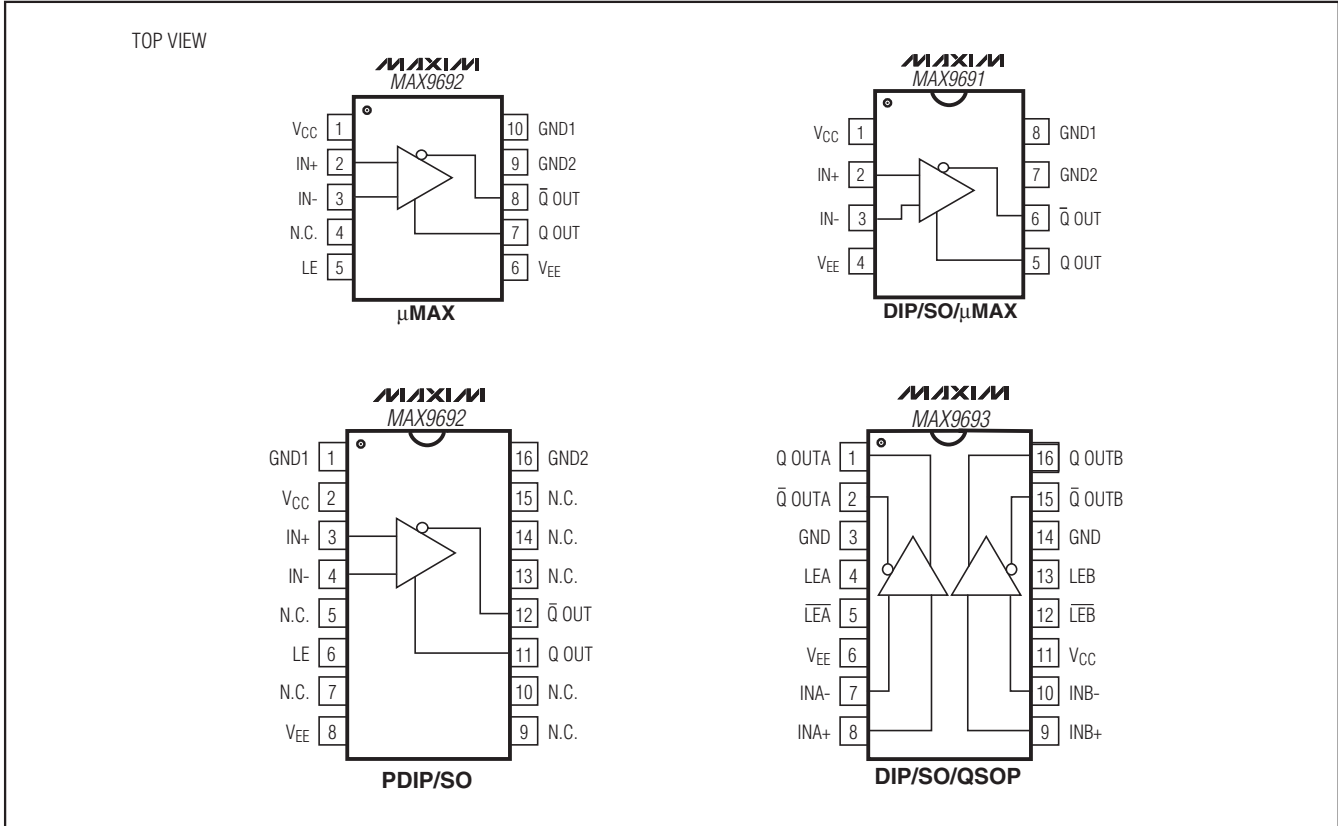 TOP VIEW
MAXIM
MAX9692
VCC 1
IN+ 2
IN- 3
N.C. 4
LE 5
10 GND1
9 GND2
8 Q̅ OUT
7 Q OUT
6 VEE
µMAX
MAXIM
MAX9691
VCC 1
IN+ 2
IN- 3
VEE 4
8 GND1
7 GND2
6 Q̅ OUT
5 Q OUT
DIP/SO/µMAX
MAXIM
MAX9692
GND1 1
VCC 2
IN+ 3
IN- 4
N.C. 5
LE 6
N.C. 7
VEE 8
16 GND2
15 N.C.
14 N.C.
13 N.C.
12 Q̅ OUT
11 Q OUT
10 N.C.
9 N.C.
PDIP/SO
MAXIM
MAX9693
Q OUTA 1
Q̅ OUTA 2
GND 3
LEA 4
L̅E̅A̅ 5
VEE 6
INA- 7
INA+ 8
16 Q OUTB
15 Q̅ OUTB
14 GND
13 LEB
12 L̅E̅B̅
11 VCC
10 INB-
9 INB+
DIP/SO/QSOP